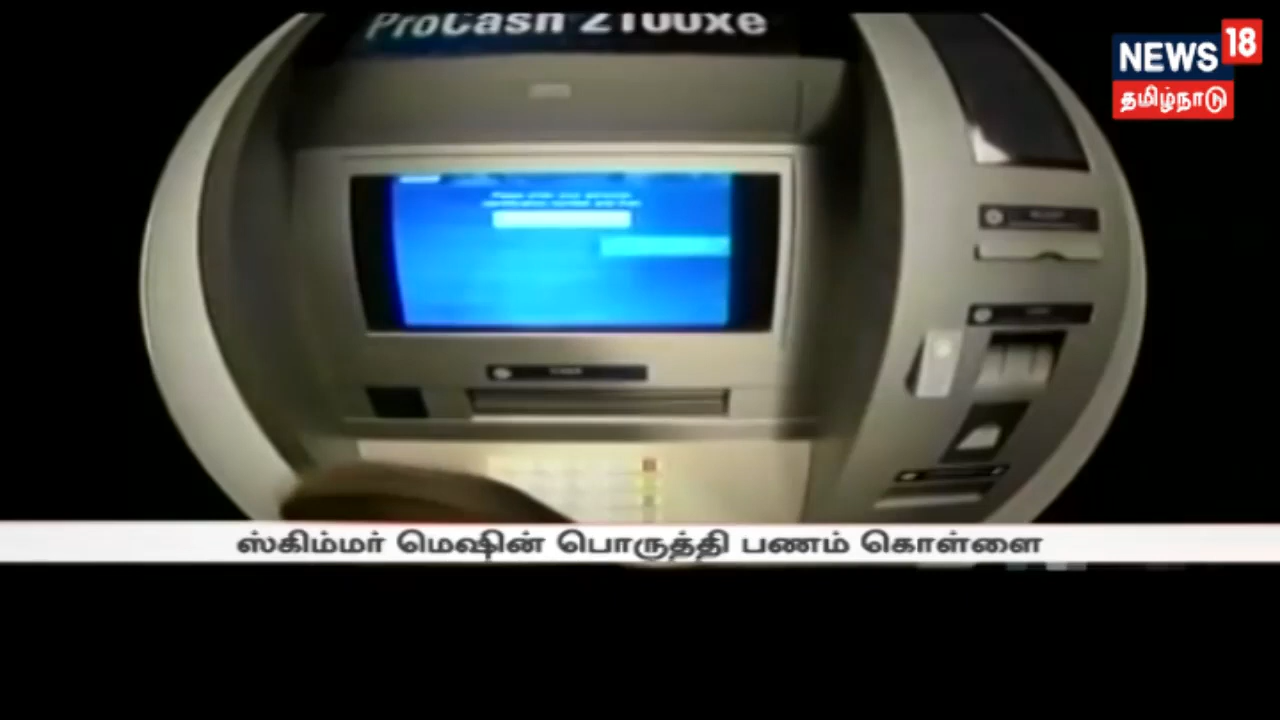 ProCash 2100xe
NEWS 18
தமிழ்நாடு
ஸ்கிம்மர் மெஷின் பொருத்தி பணம் கொள்ளை